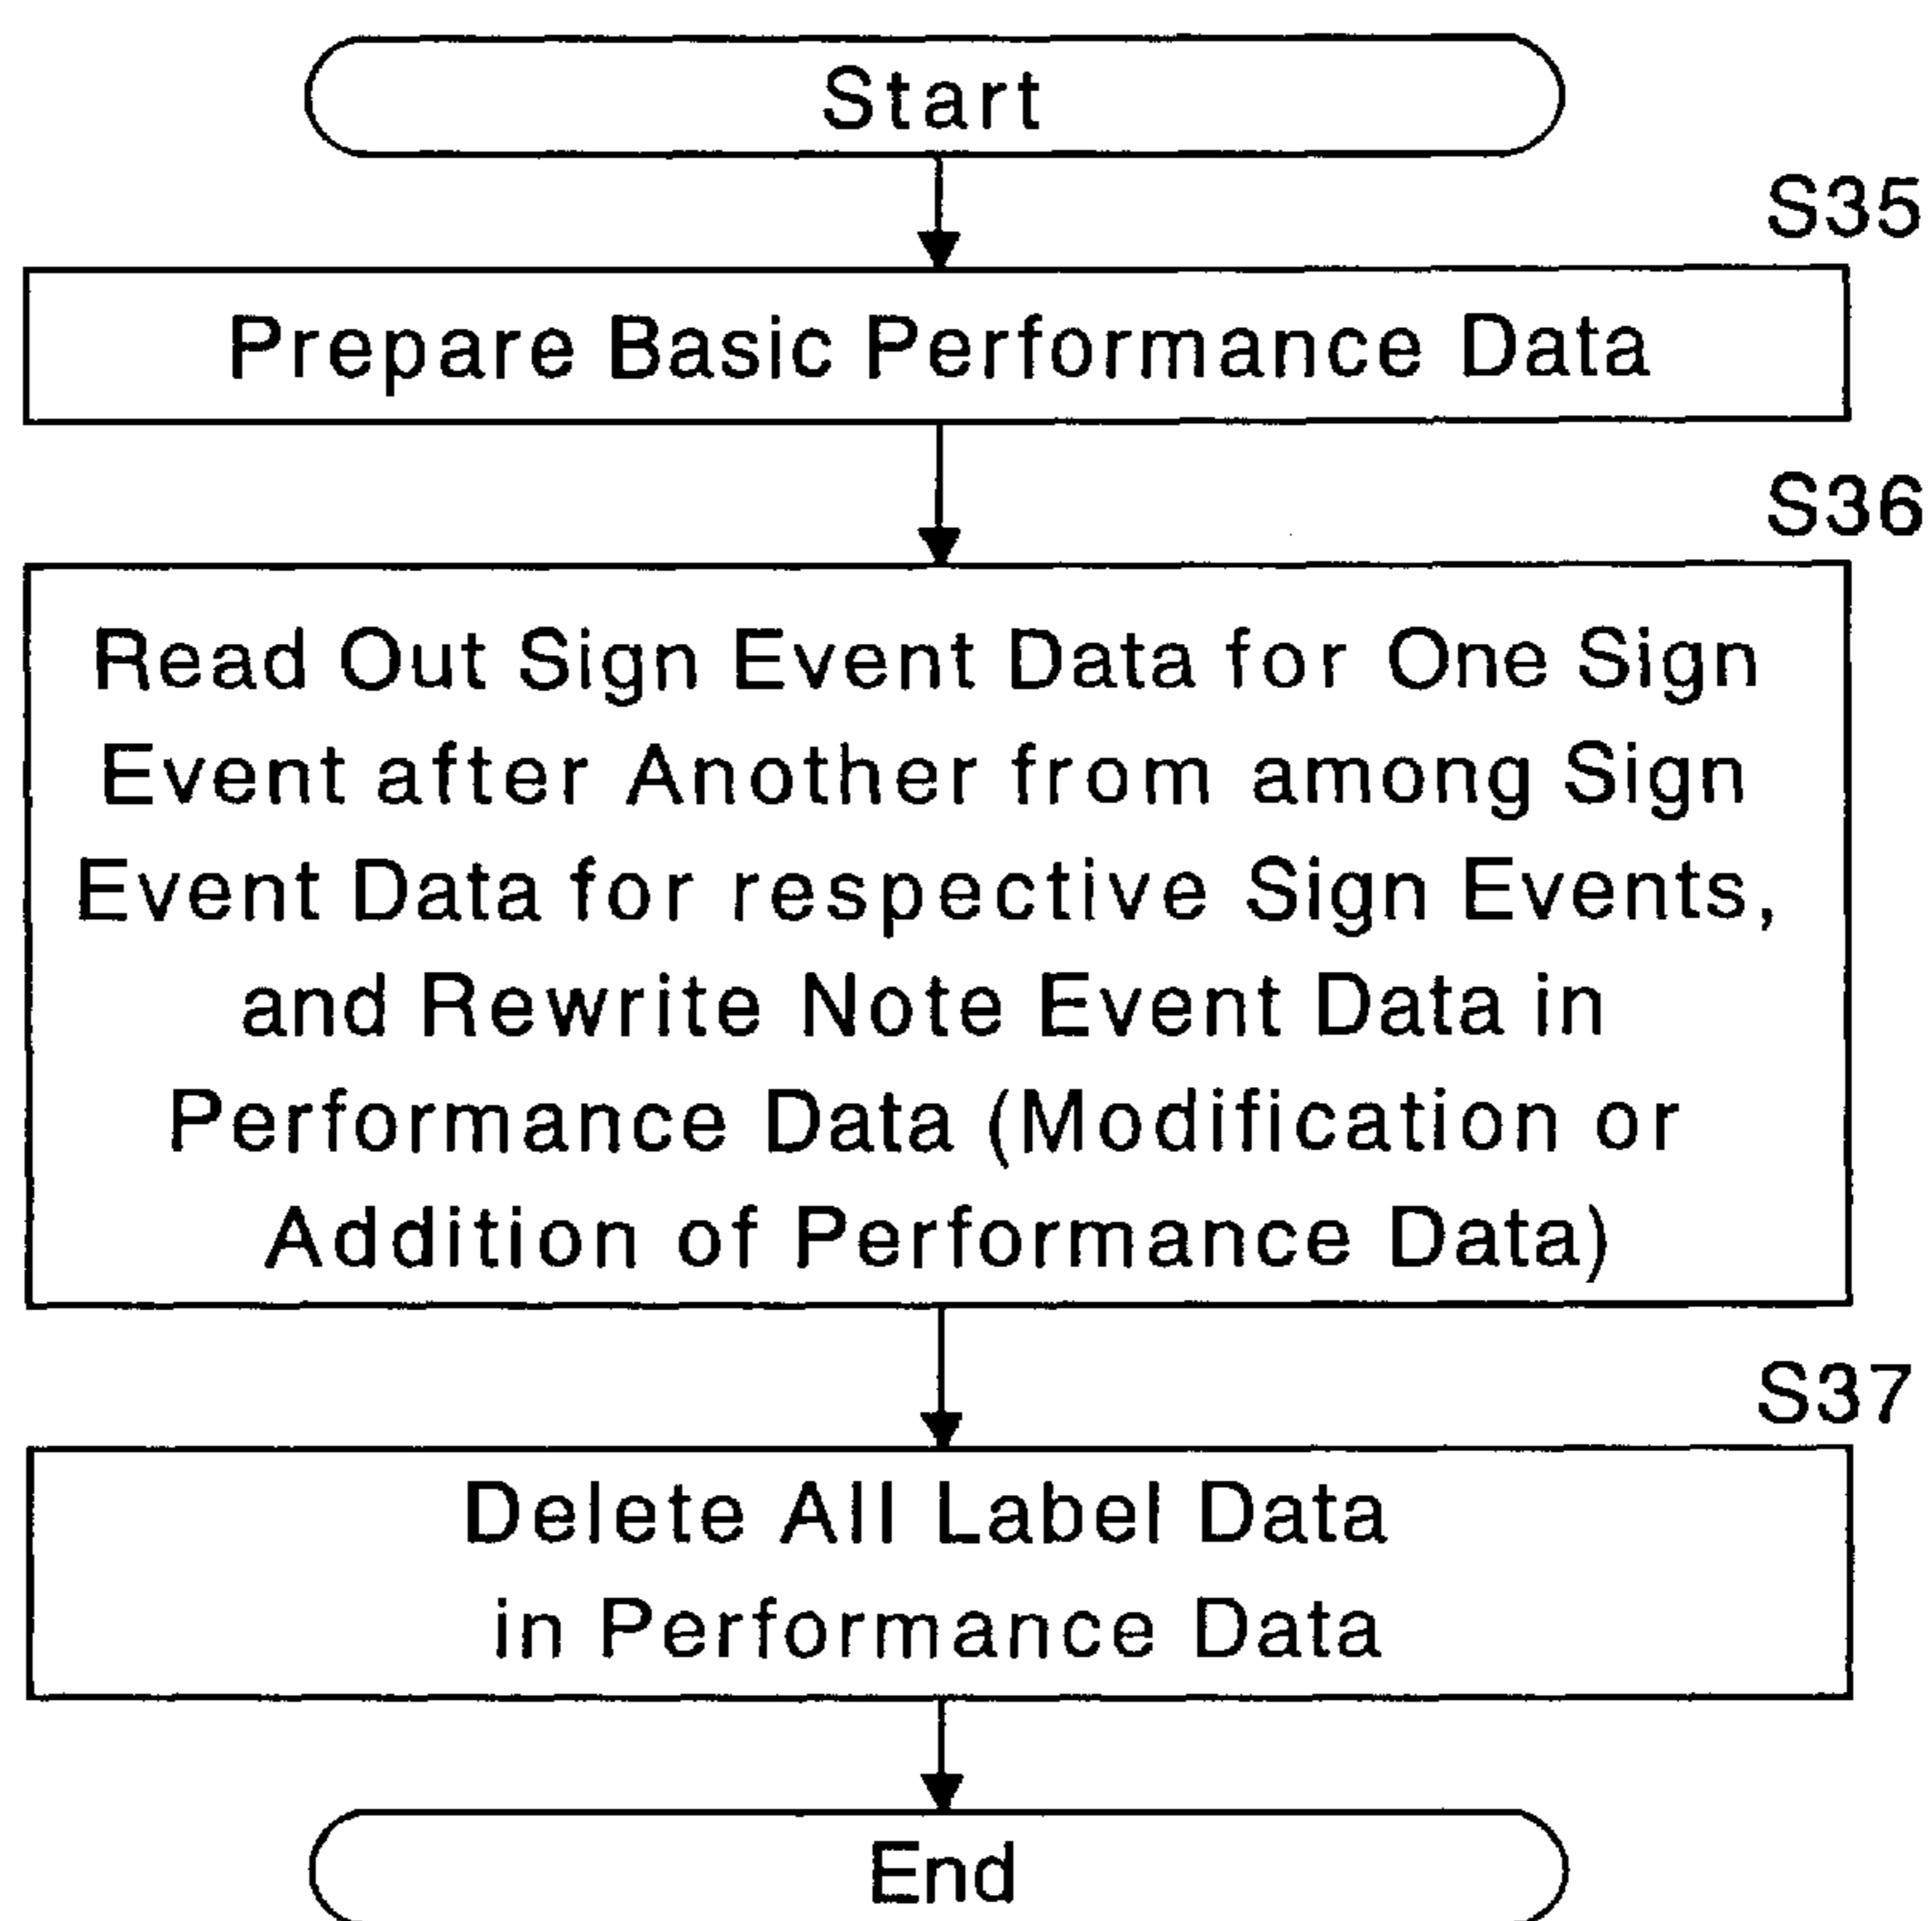 Start
S35
Prepare Basic Performance Data
S36
Read Out Sign Event Data for One Sign
Event after Another from among Sign
Event Data for respective Sign Events,
and Rewrite Note Event Data in
Performance Data (Modification or
Addition of Performance Data)
S37
Delete All Label Data
in Performance Data
End